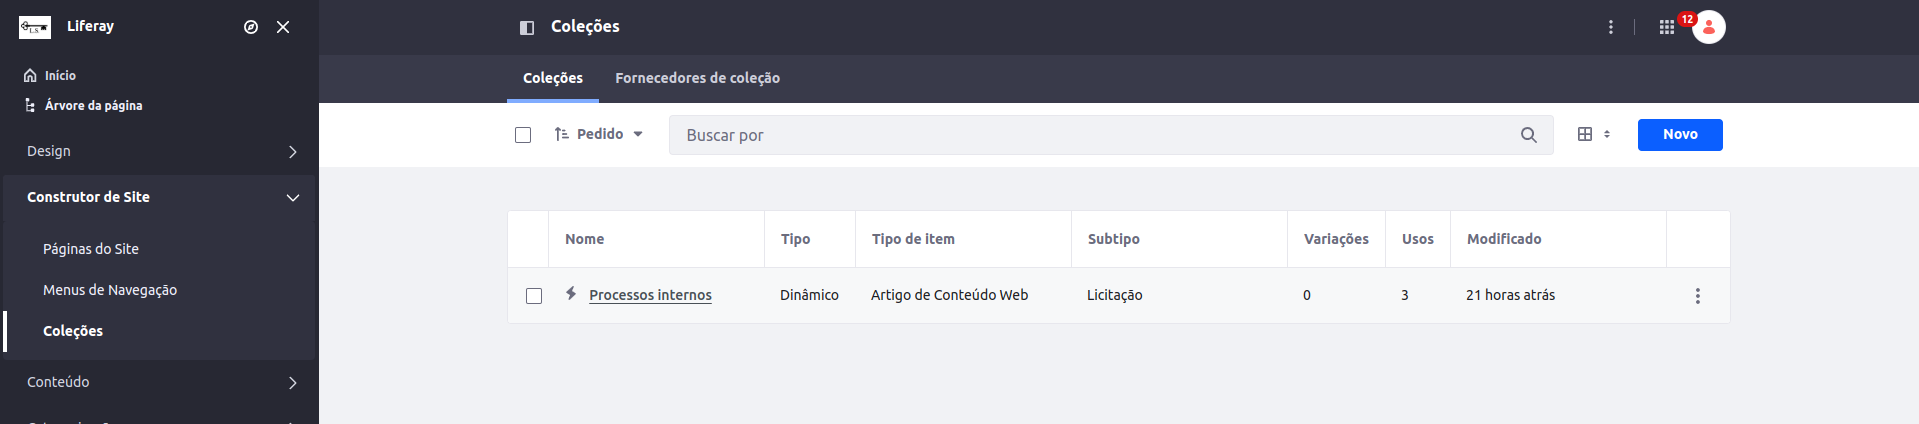 L.S.
Liferay
Início
Árvore da página
Design
Construtor de Site
Páginas do Site
Menus de Navegação
Coleções
Conteúdo
Coleções
12
Coleções Fornecedores de coleção
Pedido Buscar por Novo
Nome Tipo Tipo de item Subtipo Variações Usos Modificado
Processos internos Dinâmico Artigo de Conteúdo Web Licitação 0 3 21 horas atrás